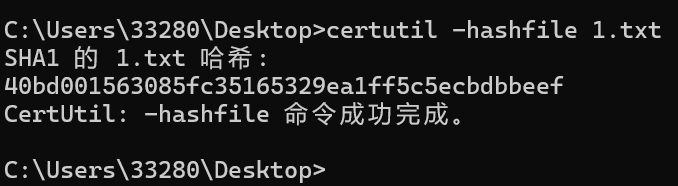 C:\Users\33280\Desktop>certutil -hashfile 1.txt
SHA1 的 1.txt 哈希:
40bd001563085fc35165329ea1ff5c5ecbdbbeef
CertUtil: -hashfile 命令成功完成。
C:\Users\33280\Desktop>